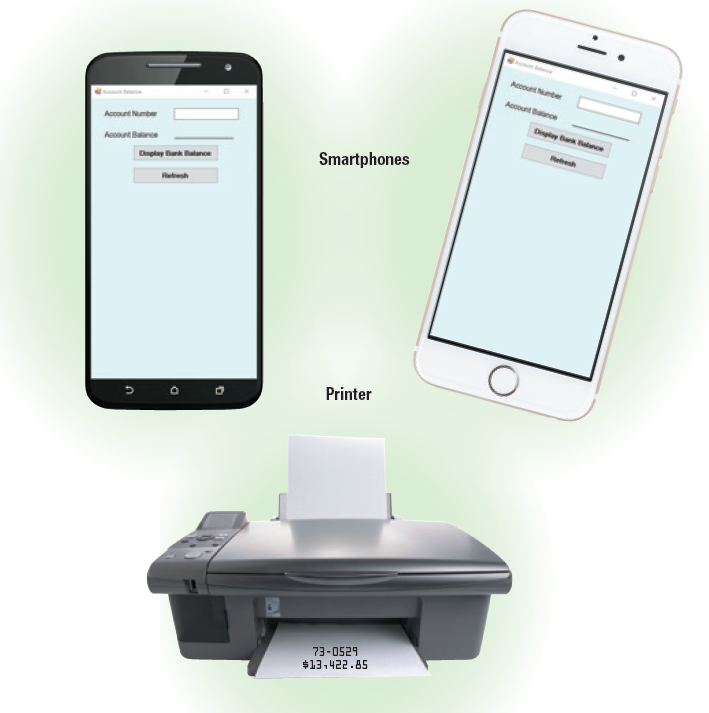 Account Balance
Account Number
Account Balance
Display Bank Balance
Refresh
Smartphones
Account Balance
Account Number
Account Balance
Display Bank Balance
Refresh
Printer
73-0529
$13,422.85